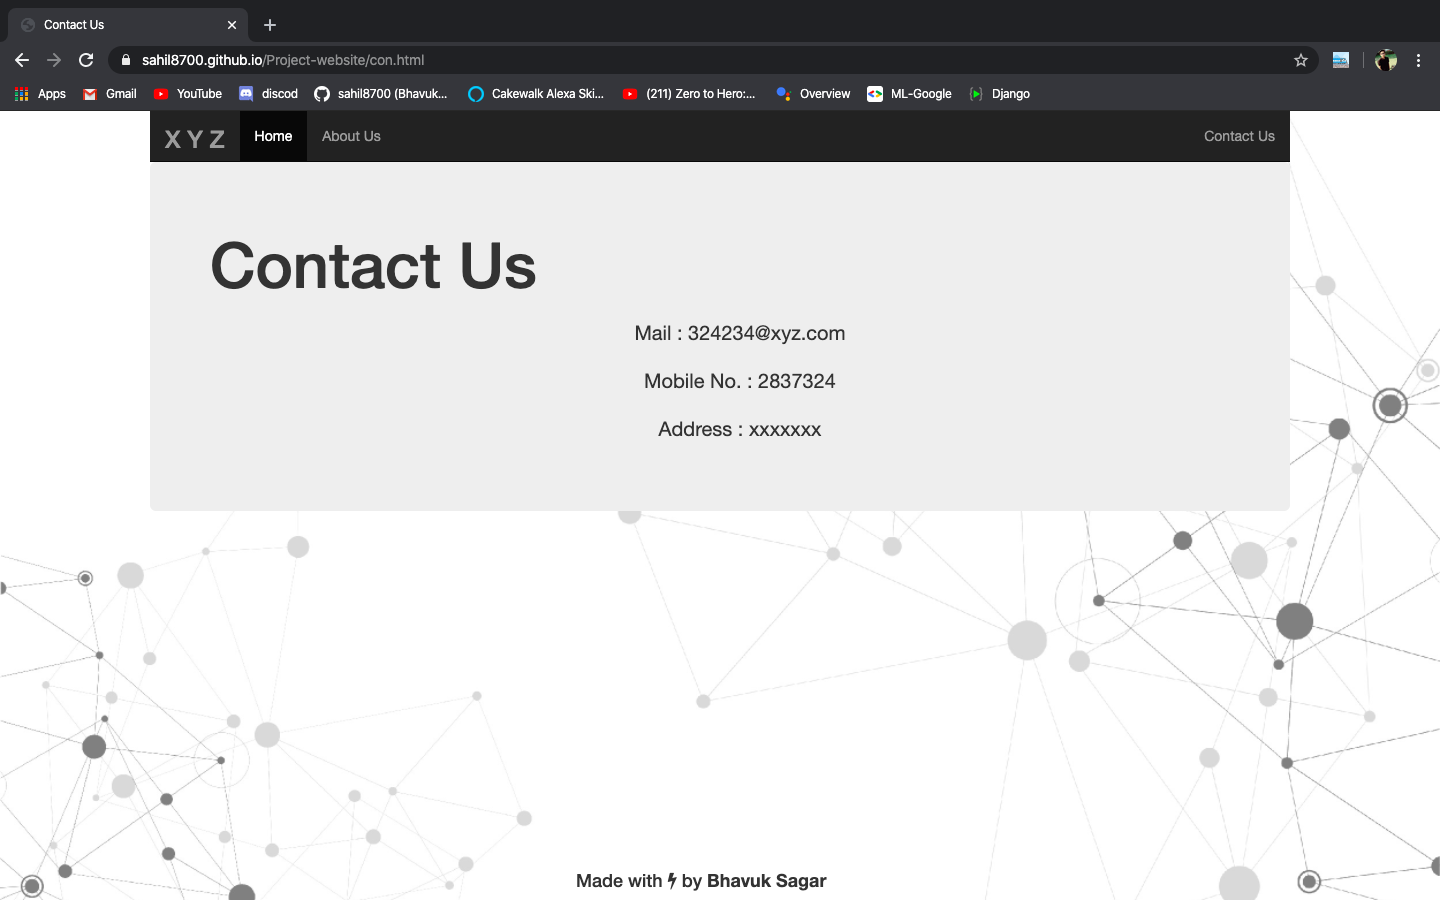 Contact Us
sahil8700.github.io/Project-website/con.html
Apps Gmail YouTube discod sahil8700 (Bhavuk... Cakewalk Alexa Ski... (211) Zero to Hero:... Overview ML-Google Django
X Y Z Home About Us Contact Us
Contact Us
Mail : 324234@xyz.com
Mobile No. : 2837324
Address : xxxxxxx
Made with by Bhavuk Sagar